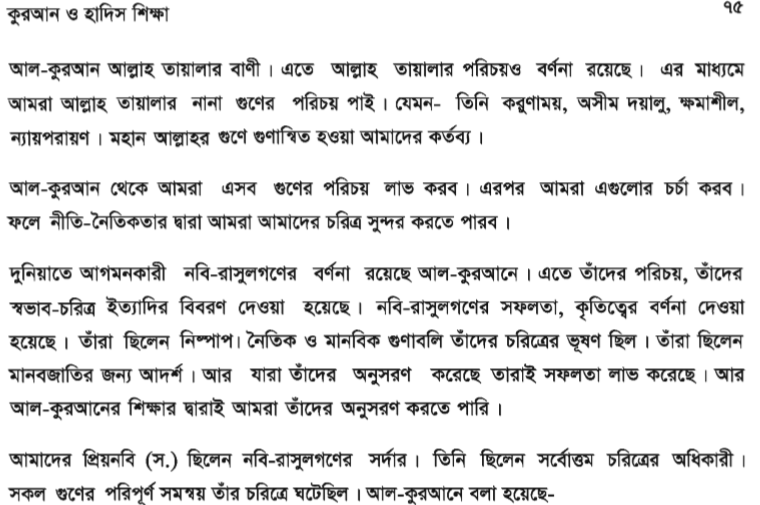 কুরআন ও হাদিস শিক্ষা ৭৫
আল-কুরআন আল্লাহ তায়ালার বাণী। এতে আল্লাহ তায়ালার পরিচয়ও বর্ণনা রয়েছে। এর মাধ্যমে
আমরা আল্লাহ তায়ালার নানা গুণের পরিচয় পাই। যেমন- তিনি করুণাময়, অসীম দয়ালু, ক্ষমাশীল,
ন্যায়পরায়ণ। মহান আল্লাহর গুণে গুণান্বিত হওয়া আমাদের কর্তব্য।
আল-কুরআন থেকে আমরা এসব গুণের পরিচয় লাভ করব। এরপর আমরা এগুলোর চর্চা করব।
ফলে নীতি-নৈতিকতার দ্বারা আমরা আমাদের চরিত্র সুন্দর করতে পারব।
দুনিয়াতে আগমনকারী নবি-রাসুলগণের বর্ণনা রয়েছে আল-কুরআনে। এতে তাঁদের পরিচয়, তাঁদের
স্বভাব-চরিত্র ইত্যাদির বিবরণ দেওয়া হয়েছে। নবি-রাসুলগণের সফলতা, কৃতিত্বের বর্ণনা দেওয়া
হয়েছে। তাঁরা ছিলেন নিষ্পাপ। নৈতিক ও মানবিক গুণাবলি তাঁদের চরিত্রের ভূষণ ছিল। তাঁরা ছিলেন
মানবজাতির জন্য আদর্শ। আর যারা তাঁদের অনুসরণ করেছে তারাই সফলতা লাভ করেছে। আর
আল-কুরআনের শিক্ষার দ্বারাই আমরা তাঁদের অনুসরণ করতে পারি।
আমাদের প্রিয়নবি (স.) ছিলেন নবি-রাসুলগণের সর্দার। তিনি ছিলেন সর্বোত্তম চরিত্রের অধিকারী।
সকল গুণের পরিপূর্ণ সমন্বয় তাঁর চরিত্রে ঘটেছিল। আল-কুরআনে বলা হয়েছে-